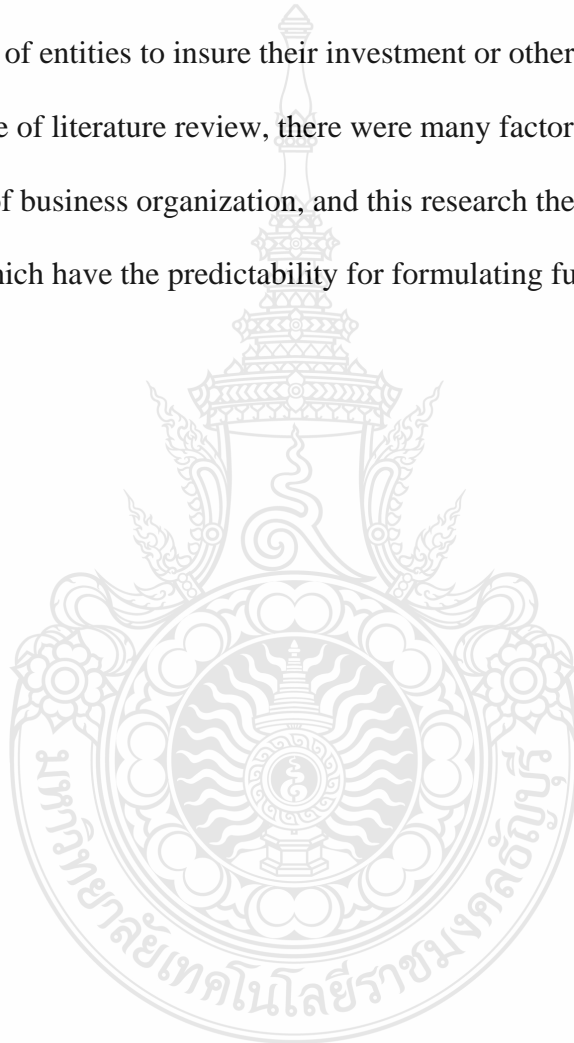 of entities to insure their investment or other
e of literature review, there were many factor
of business organization, and this research the
hich have the predictability for formulating fu
มหาวิทยาลัยเทคโนโลยีราชมงคลธัญบุรี